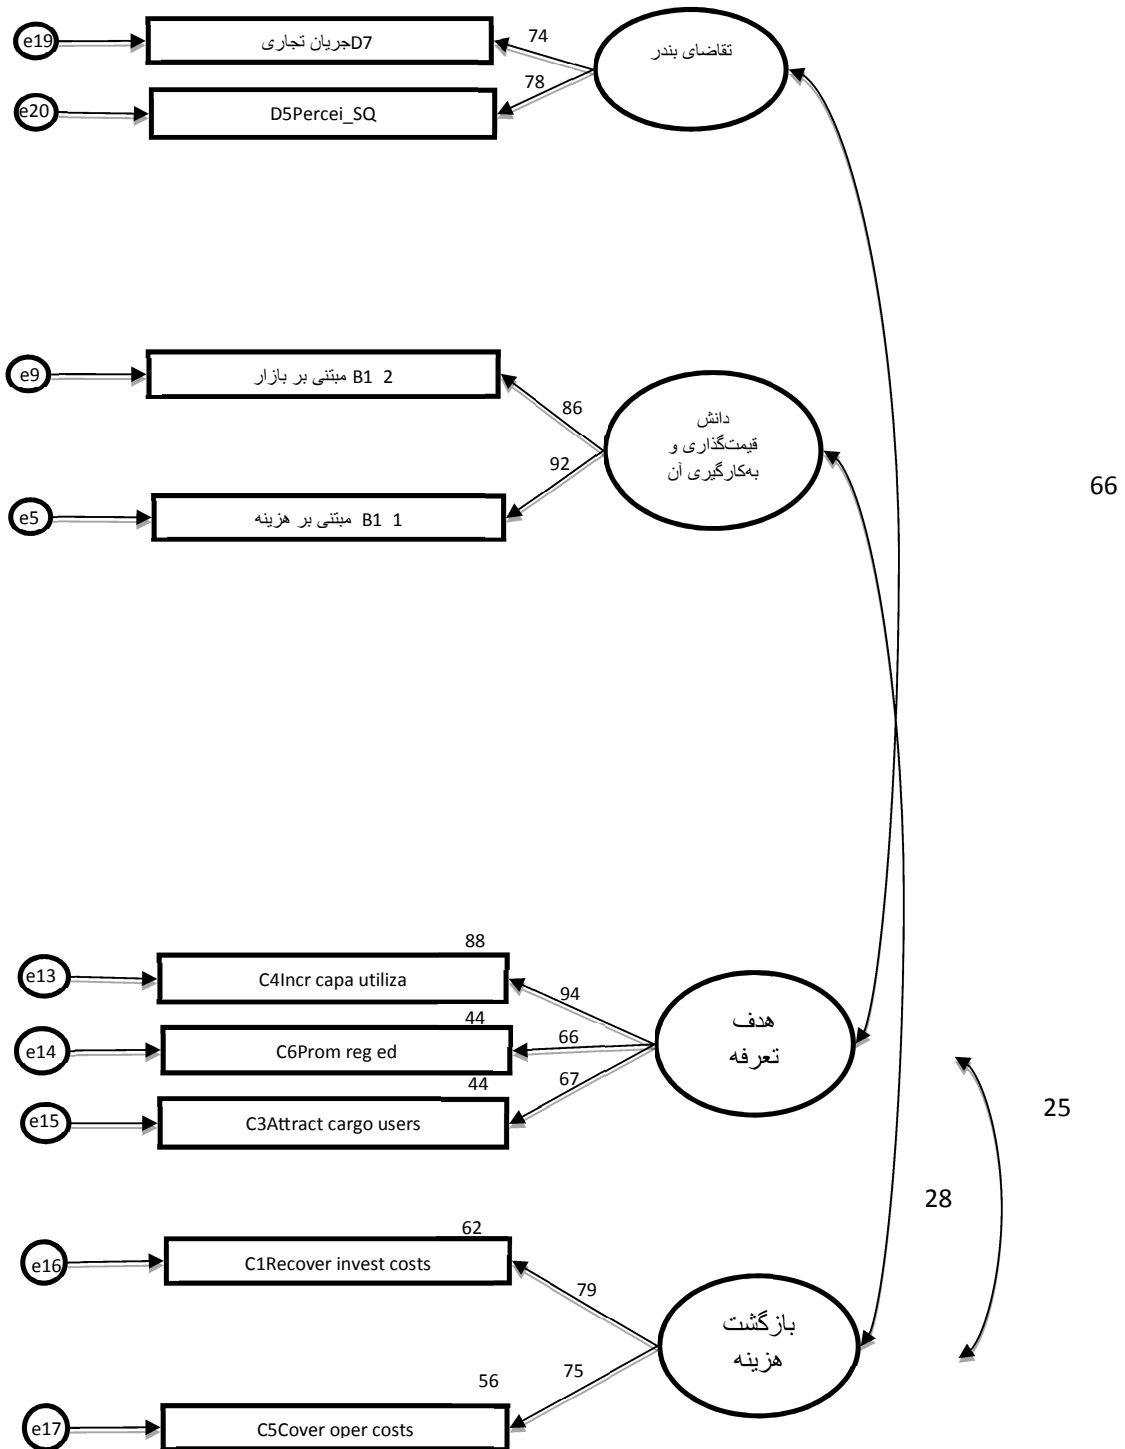 e19
D7جریان تجاری
74
تقاضای بندر
e20
D5Percei_SQ
78
e9
B1 2 مبتنی بر بازار
86
دانش
قیمت‌گذاری و
به‌کارگیری آن
92
e5
B1 1 مبتنی بر هزینه
66
88
e13
C4Incr capa utiliza
94
هدف
تعرفه
44
e14
C6Prom reg ed
66
44
e15
C3Attract cargo users
67
25
28
62
e16
C1Recover invest costs
79
بازگشت
هزینه
56
75
e17
C5Cover oper costs